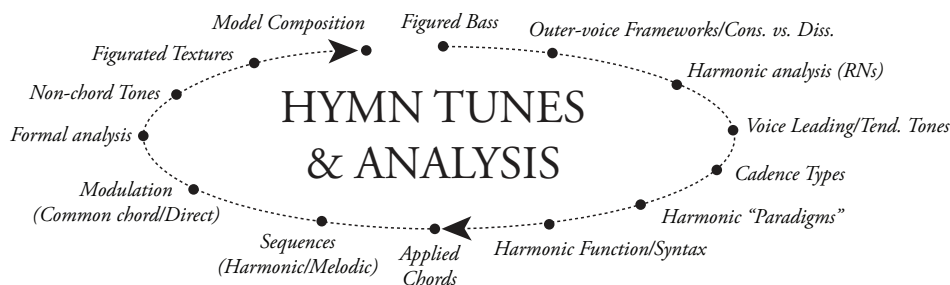 Model Composition
Figured Bass
Outer-voice Frameworks/Cons. vs. Diss.
Harmonic analysis (RNs)
Voice Leading/Tend. Tones
Cadence Types
Harmonic “Paradigms”
Harmonic Function/Syntax
Applied
Chords
Sequences
(Harmonic/Melodic)
Modulation
(Common chord/Direct)
Formal analysis
Non-chord Tones
Figurated Textures
HYMN TUNES
& ANALYSIS